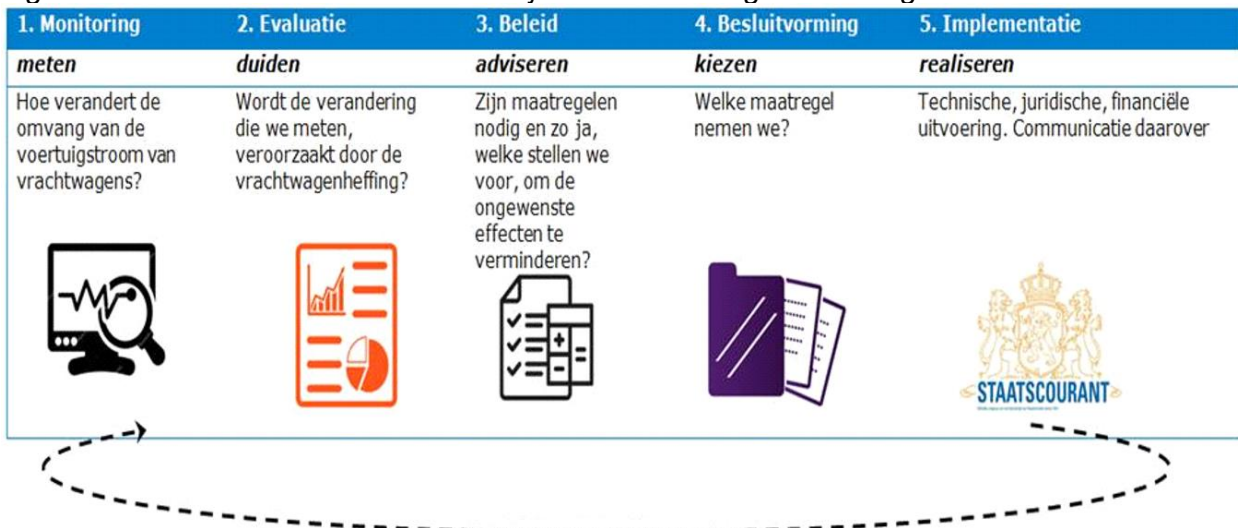 1. Monitoring
2. Evaluatie
3. Beleid
4. Besluitvorming
5. Implementatie
meten
duiden
adviseren
kiezen
realiseren
Hoe verandert de
omvang van de
voertuigstroom van
vrachtwagens?
Wordt de verandering
die we meten,
veroorzaakt door de
vrachtwagenheffing?
Zijn maatregelen
nodig en zo ja,
welke stellen we
voor, om de
ongewenste
effecten te
verminderen?
Welke maatregel
nemen we?
Technische, juridische, financiële
uitvoering. Communicatie daarover
STAATSCOURANT